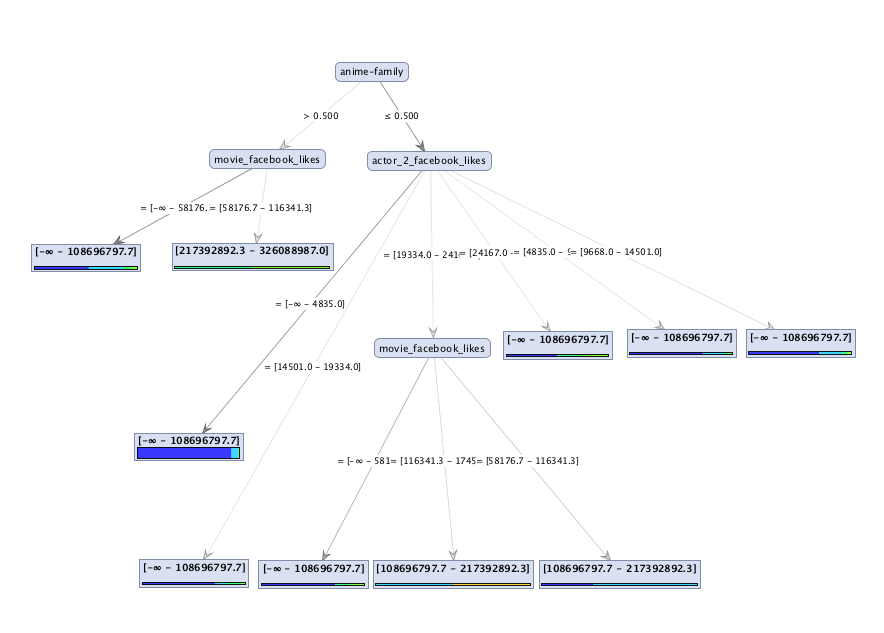 anime-family
> 0.500
≤ 0.500
movie_facebook_likes
actor_2_facebook_likes
= [-∞ - 58176.
= [58176.7 - 116341.3]
[-∞ - 108696797.7]
[217392892.3 - 326088987.0]
= [19334.0 - 241
= [24167.0 -
= [4835.0 - 9
= [9668.0 - 14501.0]
= [-∞ - 4835.0]
= [14501.0 - 19334.0]
movie_facebook_likes
[-∞ - 108696797.7]
[-∞ - 108696797.7]
[-∞ - 108696797.7]
[-∞ - 108696797.7]
= [-∞ - 581
= [116341.3 - 1745
= [58176.7 - 116341.3]
[-∞ - 108696797.7]
[-∞ - 108696797.7]
[108696797.7 - 217392892.3]
[108696797.7 - 217392892.3]